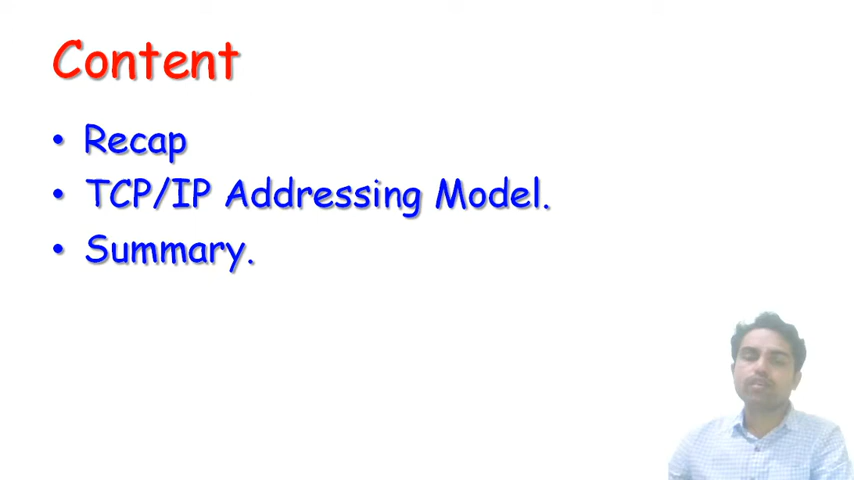 Content
• Recap
• TCP/IP Addressing Model.
• Summary.